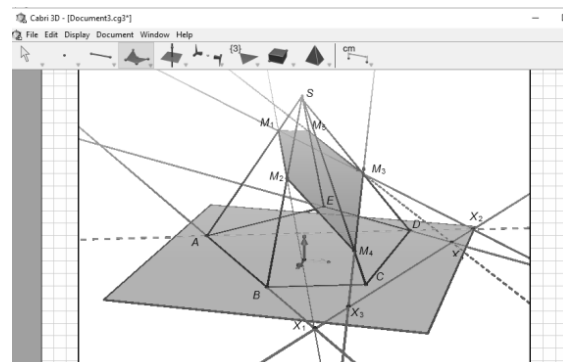 Cabri 3D - [Document3.cg3*]
File Edit Display Document Window Help
{3}
cm
S
M₁
M₅
M₂
M₃
E
X₂
A
D
M₄
B
C
X₃
X₁